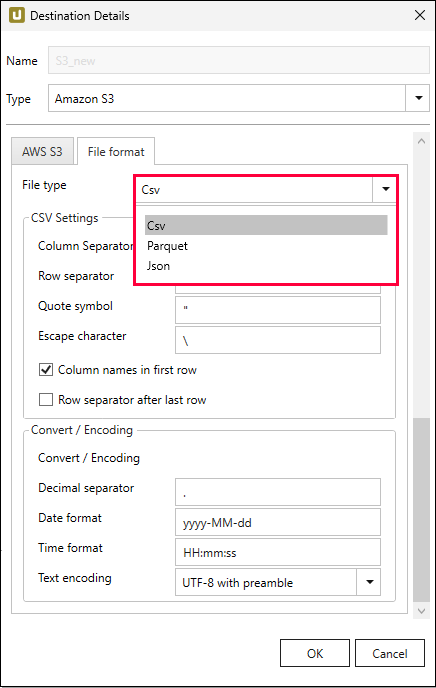 Destination Details
Name S3_new
Type Amazon S3
AWS S3 File format
File type Csv
Csv
Parquet
Json
CSV Settings
Column Separator
Row separator
Quote symbol "
Escape character \
Column names in first row
Row separator after last row
Convert / Encoding
Convert / Encoding
Decimal separator .
Date format yyyy-MM-dd
Time format HH:mm:ss
Text encoding UTF-8 with preamble
OK Cancel